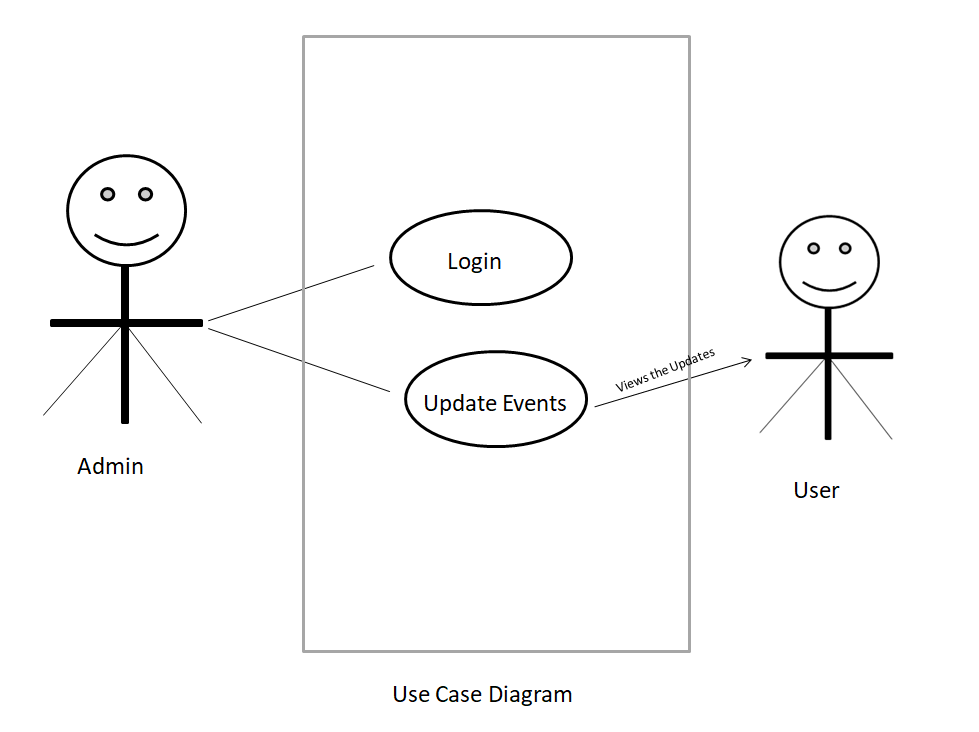 Login
Update Events
Views the Updates
Admin
User
Use Case Diagram